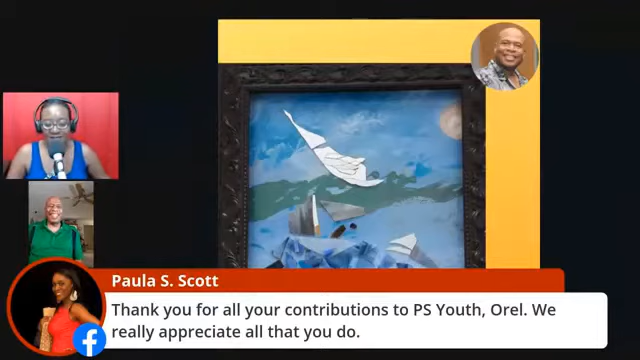 Paula S. Scott
Thank you for all your contributions to PS Youth, Orel. We
really appreciate all that you do.